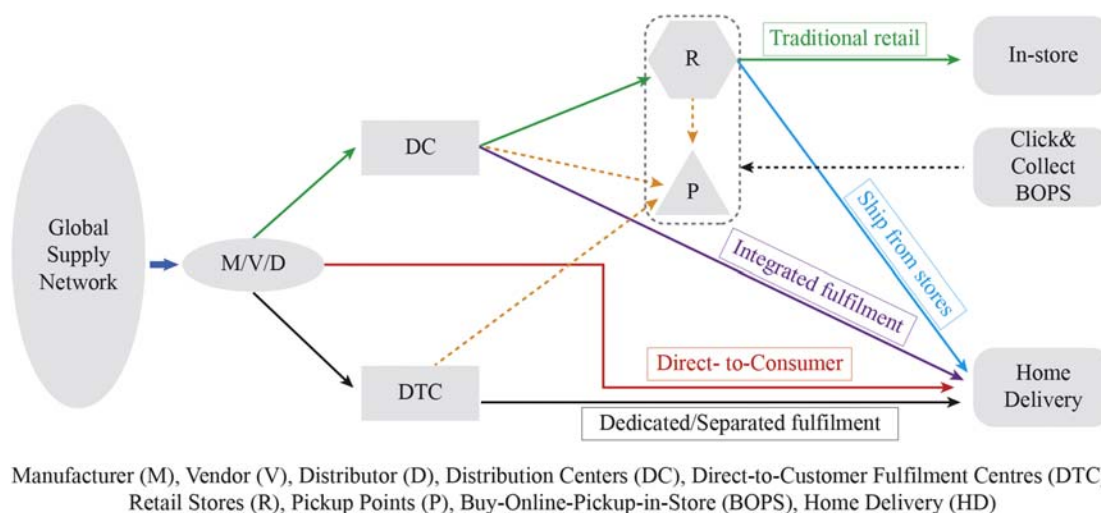 Traditional retail
R
In-store
DC
Click&
Collect
BOPS
P
Global
Supply
Network
M/V/D
Ship from stores
Integrated fulfilment
Direct- to-Consumer
Home
Delivery
DTC
Dedicated/Separated fulfilment
Manufacturer (M), Vendor (V), Distributor (D), Distribution Centers (DC), Direct-to-Customer Fulfilment Centres (DTC
Retail Stores (R), Pickup Points (P), Buy-Online-Pickup-in-Store (BOPS), Home Delivery (HD)